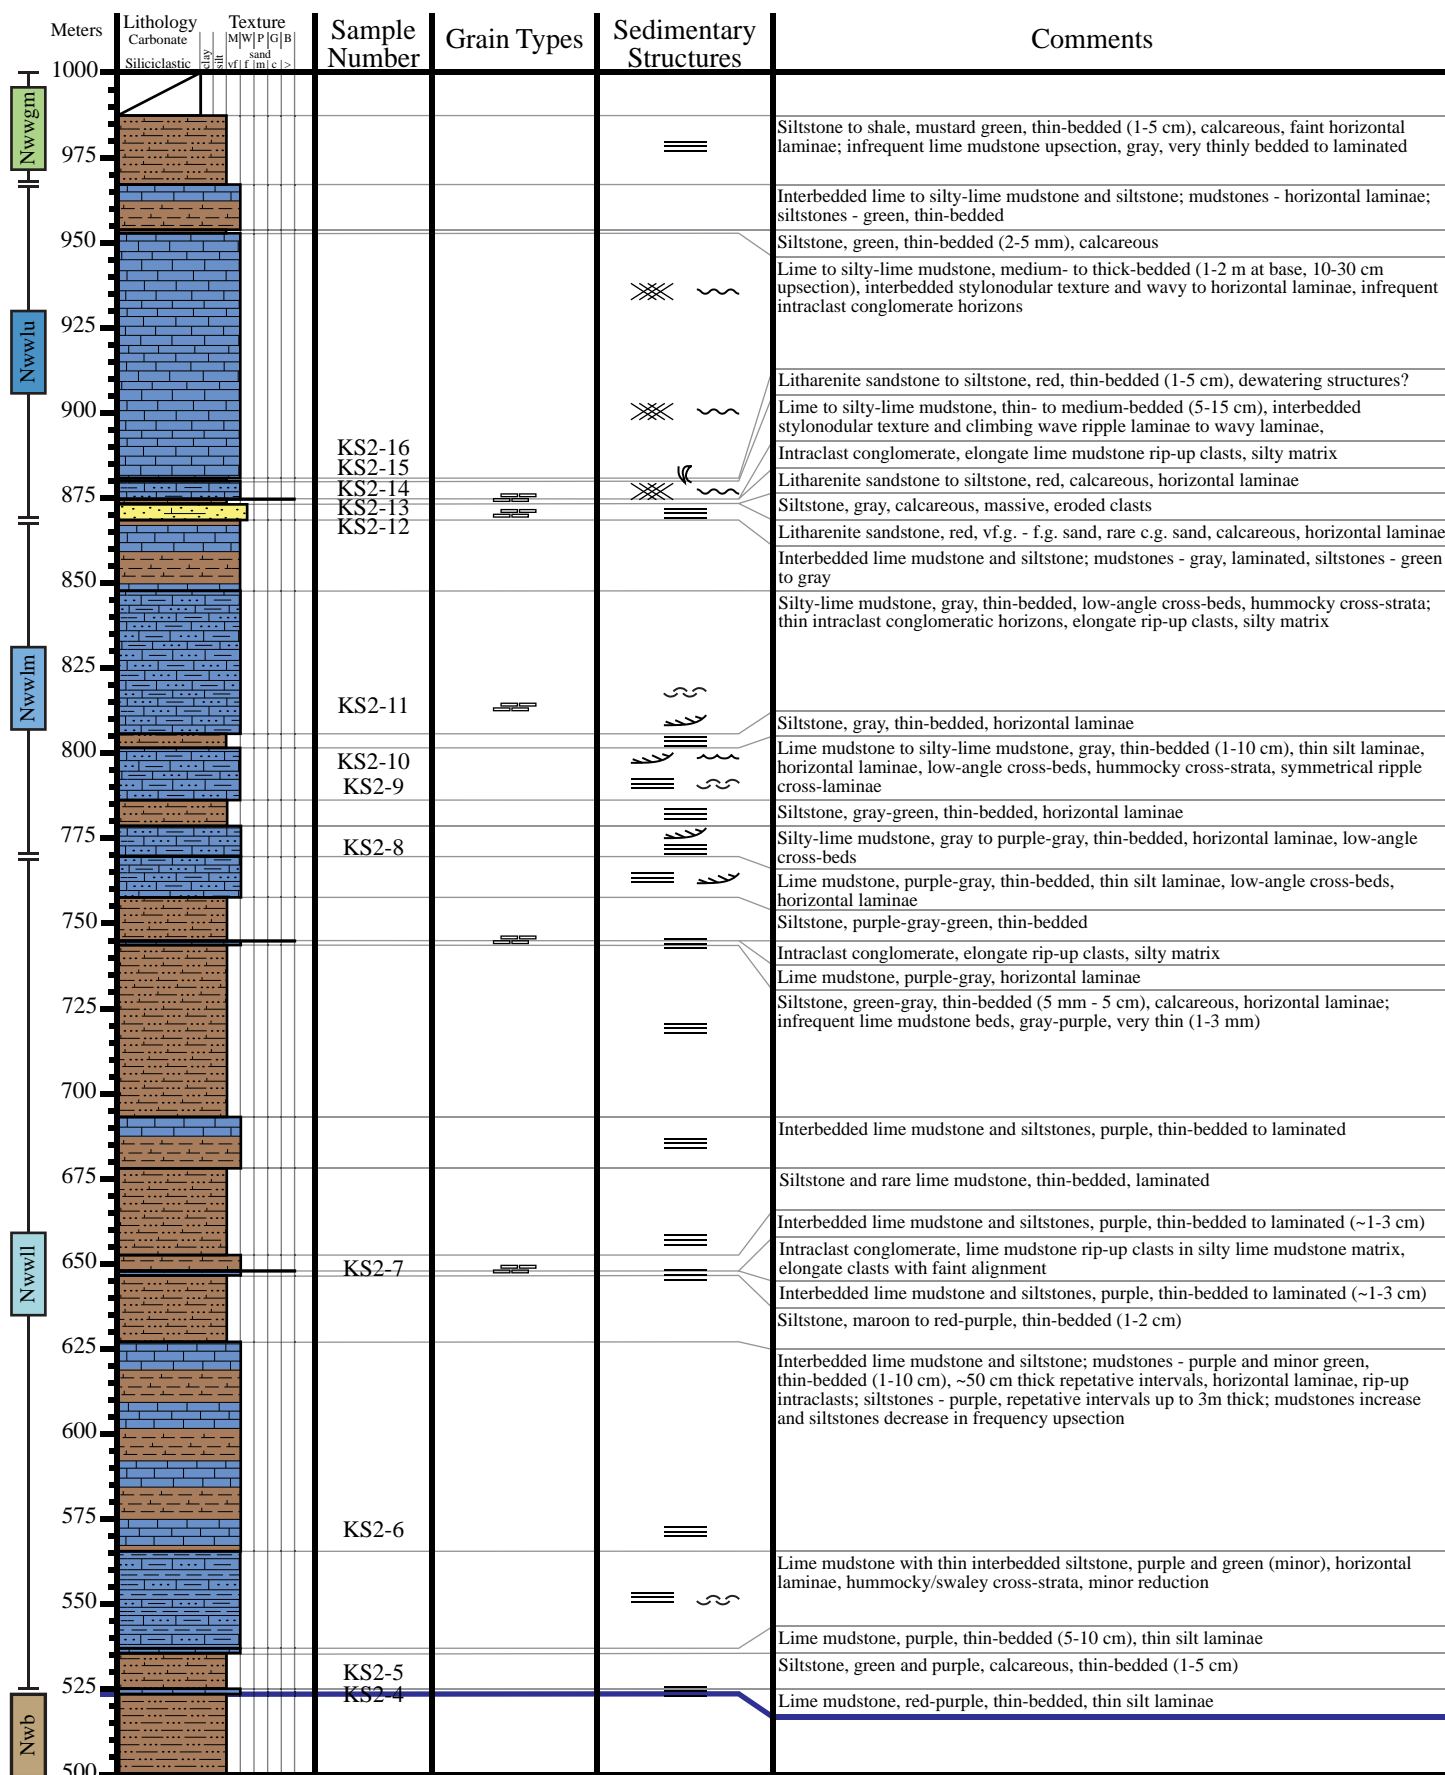 Meters
Lithology
Carbonate
Siliciclastic
Texture
M W P G B
clay
silt
sand
vf f m c >
Sample
Number
Grain Types
Sedimentary
Structures
Comments
1000
975
950
925
900
875
850
825
800
775
750
725
700
675
650
625
600
575
550
525
500
Nwwgm
Nwwlu
Nwwlm
Nwwll
Nwb
KS2-16
KS2-15
KS2-14
KS2-13
KS2-12
KS2-11
KS2-10
KS2-9
KS2-8
KS2-7
KS2-6
KS2-5
KS2-4
Siltstone to shale, mustard green, thin-bedded (1-5 cm), calcareous, faint horizontal
laminae; infrequent lime mudstone upsection, gray, very thinly bedded to laminated
Interbedded lime to silty-lime mudstone and siltstone; mudstones - horizontal laminae;
siltstones - green, thin-bedded
Siltstone, green, thin-bedded (2-5 mm), calcareous
Lime to silty-lime mudstone, medium- to thick-bedded (1-2 m at base, 10-30 cm
upsection), interbedded stylonodular texture and wavy to horizontal laminae, infrequent
intraclast conglomerate horizons
Litharenite sandstone to siltstone, red, thin-bedded (1-5 cm), dewatering structures?
Lime to silty-lime mudstone, thin- to medium-bedded (5-15 cm), interbedded
stylonodular texture and climbing wave ripple laminae to wavy laminae,
Intraclast conglomerate, elongate lime mudstone rip-up clasts, silty matrix
Litharenite sandstone to siltstone, red, calcareous, horizontal laminae
Siltstone, gray, calcareous, massive, eroded clasts
Litharenite sandstone, red, vf.g. - f.g. sand, rare c.g. sand, calcareous, horizontal laminae
Interbedded lime mudstone and siltstone; mudstones - gray, laminated, siltstones - green
to gray
Silty-lime mudstone, gray, thin-bedded, low-angle cross-beds, hummocky cross-strata;
thin intraclast conglomeratic horizons, elongate rip-up clasts, silty matrix
Siltstone, gray, thin-bedded, horizontal laminae
Lime mudstone to silty-lime mudstone, gray, thin-bedded (1-10 cm), thin silt laminae,
horizontal laminae, low-angle cross-beds, hummocky cross-strata, symmetrical ripple
cross-laminae
Siltstone, gray-green, thin-bedded, horizontal laminae
Silty-lime mudstone, gray to purple-gray, thin-bedded, horizontal laminae, low-angle
cross-beds
Lime mudstone, purple-gray, thin-bedded, thin silt laminae, low-angle cross-beds,
horizontal laminae
Siltstone, purple-gray-green, thin-bedded
Intraclast conglomerate, elongate rip-up clasts, silty matrix
Lime mudstone, purple-gray, horizontal laminae
Siltstone, green-gray, thin-bedded (5 mm - 5 cm), calcareous, horizontal laminae;
infrequent lime mudstone beds, gray-purple, very thin (1-3 mm)
Interbedded lime mudstone and siltstones, purple, thin-bedded to laminated
Siltstone and rare lime mudstone, thin-bedded, laminated
Interbedded lime mudstone and siltstones, purple, thin-bedded to laminated (~1-3 cm)
Intraclast conglomerate, lime mudstone rip-up clasts in silty lime mudstone matrix,
elongate clasts with faint alignment
Interbedded lime mudstone and siltstones, purple, thin-bedded to laminated (~1-3 cm)
Siltstone, maroon to red-purple, thin-bedded (1-2 cm)
Interbedded lime mudstone and siltstone; mudstones - purple and minor green,
thin-bedded (1-10 cm), ~50 cm thick repetative intervals, horizontal laminae, rip-up
intraclasts; siltstones - purple, repetative intervals up to 3m thick; mudstones increase
and siltstones decrease in frequency upsection
Lime mudstone with thin interbedded siltstone, purple and green (minor), horizontal
laminae, hummocky/swaley cross-strata, minor reduction
Lime mudstone, purple, thin-bedded (5-10 cm), thin silt laminae
Siltstone, green and purple, calcareous, thin-bedded (1-5 cm)
Lime mudstone, red-purple, thin-bedded, thin silt laminae